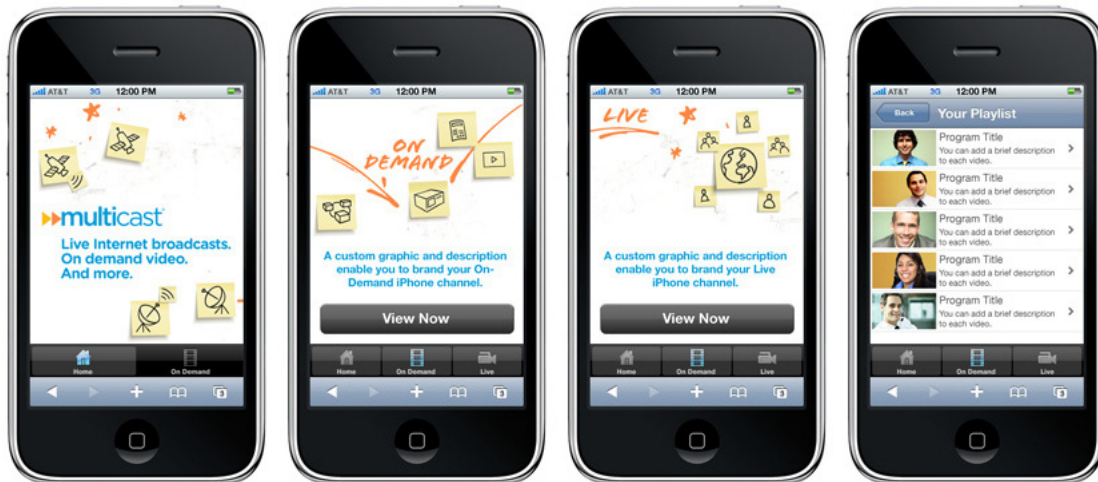 AT&T 3G 12:00 PM
multicast
Live Internet broadcasts.
On demand video.
And more.
Home
On Demand
3
AT&T 3G 12:00 PM
ON
DEMAND
A custom graphic and description
enable you to brand your On-
Demand iPhone channel.
View Now
Home
On Demand
Live
3
AT&T 3G 12:00 PM
LIVE
A custom graphic and description
enable you to brand your Live
iPhone channel.
View Now
Home
On Demand
Live
3
AT&T 3G 12:00 PM
Back
Your Playlist
Program Title
You can add a brief description
to each video.
Program Title
You can add a brief description
to each video.
Program Title
You can add a brief description
to each video.
Program Title
You can add a brief description
to each video.
Program Title
You can add a brief description
to each video.
Home
On Demand
Live
3